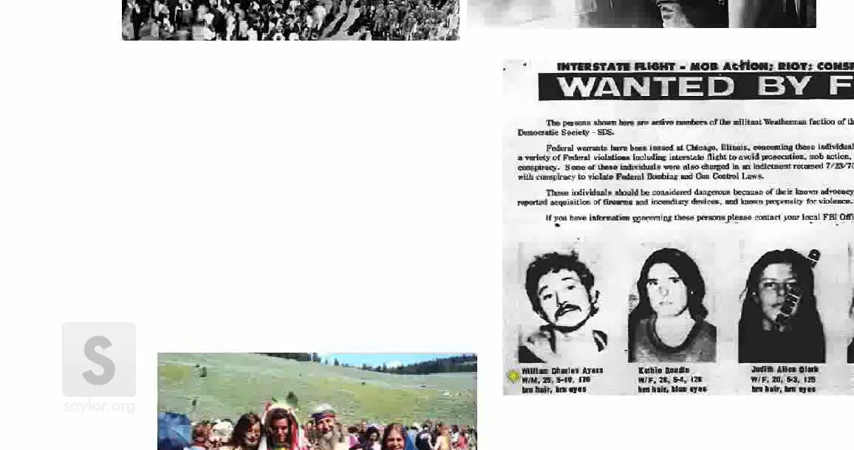 INTERSTATE FLIGHT - MOB ACTION; RIOT; CONSP
WANTED BY F
The persons shown here are active members of the militant Weatherman faction of th
Democratic Society - SDS.
Federal warrants have been issued at Chicago, Illinois, concerning these individual
a variety of Federal violations including interstate flight to avoid prosecution, mob action,
conspiracy. Some of these individuals were also charged in an indictment returned 7/23/70
with conspiracy to violate Federal Bombing and Gun Control Laws.
These individuals should be considered dangerous because of their known advocacy
reported acquisition of firearms and incendiary devices, and known propensity for violence.
If you have information concerning these persons please contact your local FBI Offi
William Charles Ayers
W/M, 25, 5-10, 170
brn hair, brn eyes
Kathie Boudin
W/F, 26, 5-4, 128
brn hair, blue eyes
Judith Alice Clark
W/F, 20, 5-3, 125
brn hair, brn eyes
S
saylor.org